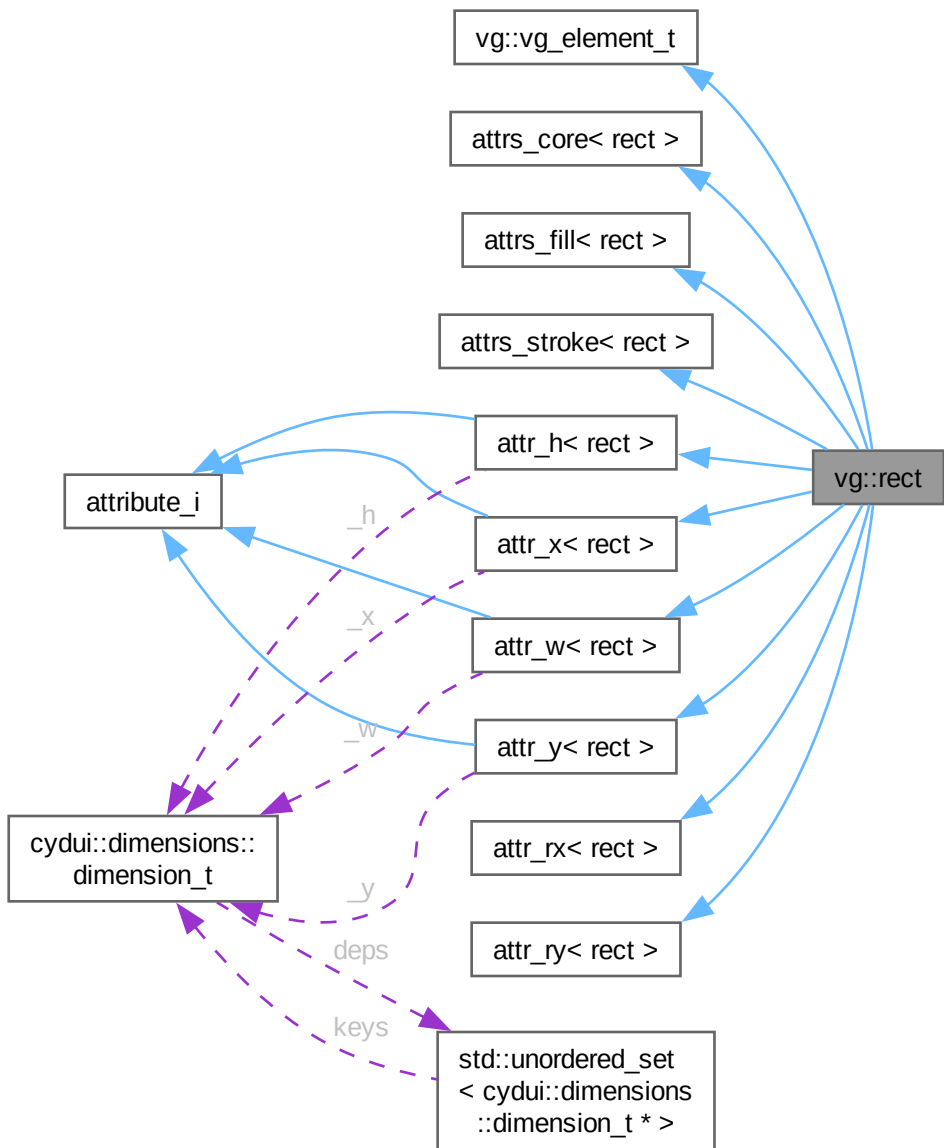 vg::vg_element_t
attrs_core< rect >
attrs_fill< rect >
attrs_stroke< rect >
attr_h< rect >
vg::rect
attribute_i
_h
attr_x< rect >
_x
attr_w< rect >
_w
attr_y< rect >
cydui::dimensions::
dimension_t
attr_rx< rect >
_y
attr_ry< rect >
deps
keys
std::unordered_set
< cydui::dimensions
::dimension_t * >